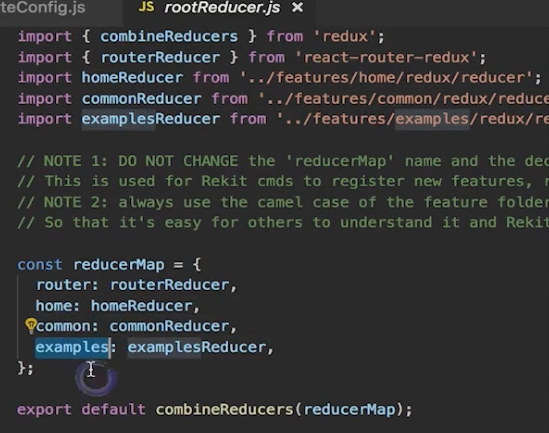 teConfig.js JS rootReducer.js ×
import { combineReducers } from 'redux';
import { routerReducer } from 'react-router-redux';
import homeReducer from '../features/home/redux/reducer';
import commonReducer from '../features/common/redux/reduce
import examplesReducer from '../features/examples/redux/re
// NOTE 1: DO NOT CHANGE the 'reducerMap' name and the dec
// This is used for Rekit cmds to register new features, r
// NOTE 2: always use the camel case of the feature folder
// So that it's easy for others to understand it and Rekit
const reducerMap = {
router: routerReducer,
home: homeReducer,
common: commonReducer,
examples: examplesReducer,
};
export default combineReducers(reducerMap);